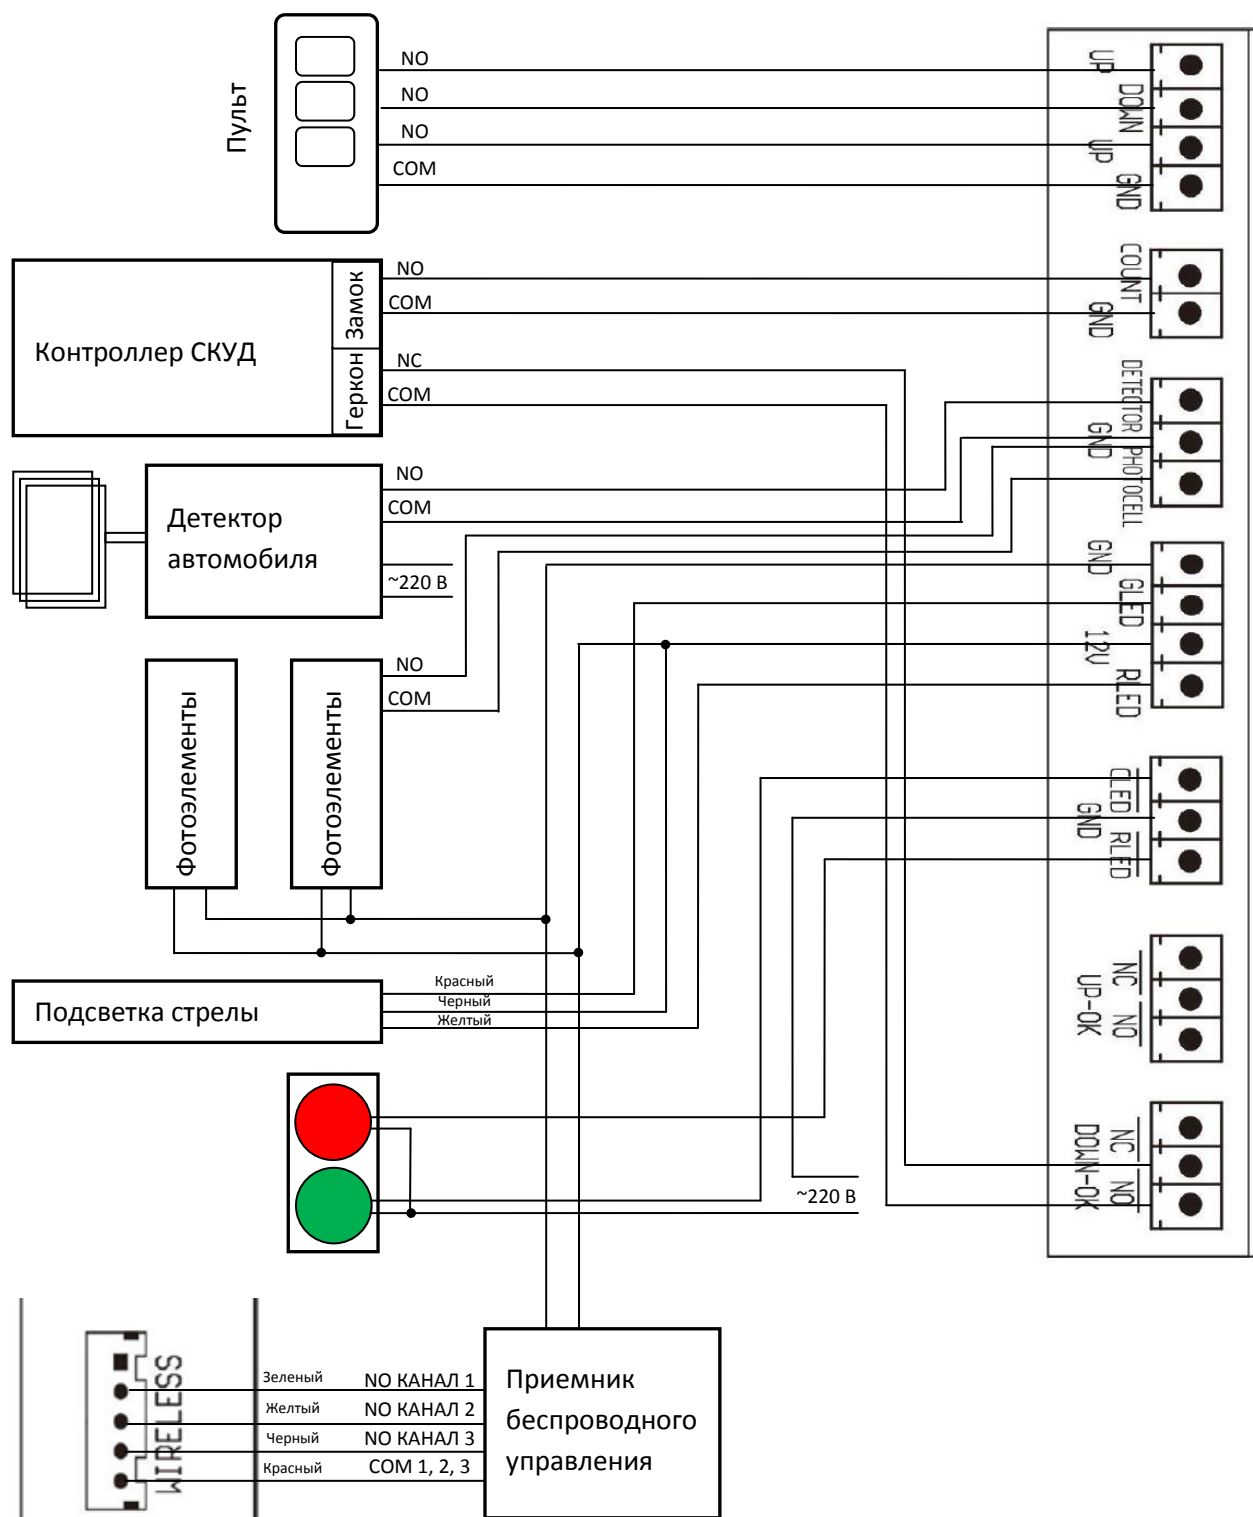 Пульт
NO
NO
NO
COM
UP
DOWN
UP
GND
Контроллер СКУД
Замок
Геркон
NO
COM
NC
COM
COUNT
GND
Детектор
автомобиля
NO
COM
~220 В
DETECTOR
GND
PHOTOCELL
Фотоэлементы
Фотоэлементы
NO
COM
GND
GLED
12V
RLED
CLED
GND
RLED
Подсветка стрелы
Красный
Черный
Желтый
NC
UP-OK
NO
~220 В
NC
DOWN-OK
NO
WIRELESS
Зеленый
NO КАНАЛ 1
Желтый
NO КАНАЛ 2
Черный
NO КАНАЛ 3
Красный
COM 1, 2, 3
Приемник
беспроводного
управления